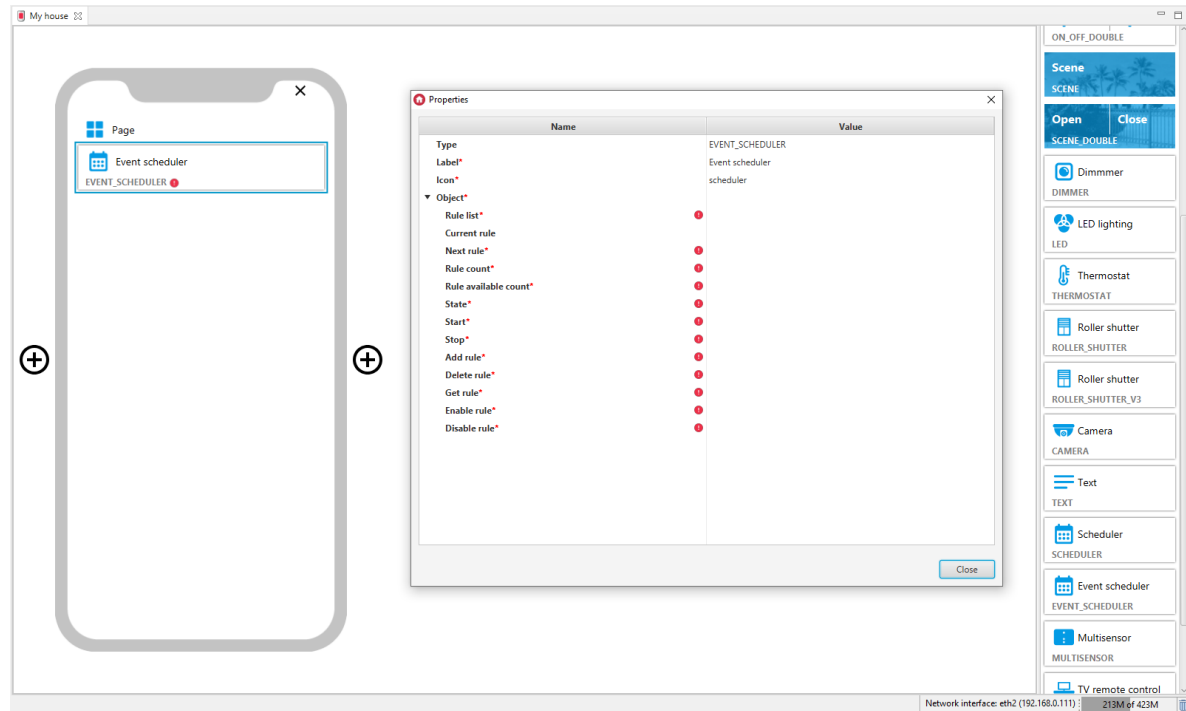 My house
Page
Event scheduler
EVENT_SCHEDULER
Properties
Name Value
Type EVENT_SCHEDULER
Label* Event scheduler
Icon* scheduler
Object*
Rule list*
Current rule
Next rule*
Rule count*
Rule available count*
State*
Start*
Stop*
Add rule*
Delete rule*
Get rule*
Enable rule*
Disable rule*
Close
ON_OFF_DOUBLE
Scene
SCENE
Open Close
SCENE_DOUBLE
Dimmmer
DIMMER
LED lighting
LED
Thermostat
THERMOSTAT
Roller shutter
ROLLER_SHUTTER
Roller shutter
ROLLER_SHUTTER_V3
Camera
CAMERA
Text
TEXT
Scheduler
SCHEDULER
Event scheduler
EVENT_SCHEDULER
Multisensor
MULTISENSOR
TV remote control
Network interface: eth2 (192.168.0.111) 213M of 423M